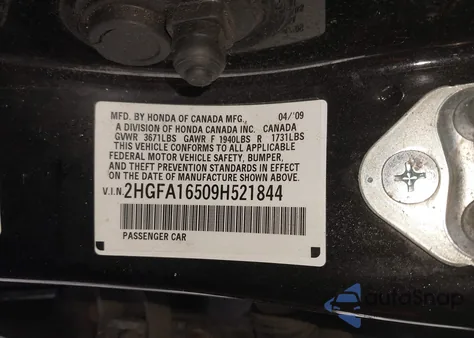 MFD. BY HONDA OF CANADA MFG., 04/'09
A DIVISION OF HONDA CANADA INC. CANADA
GVWR 3671LBS GAWR F 1940LBS R 1731LBS
THIS VEHICLE CONFORMS TO ALL APPLICABLE
FEDERAL MOTOR VEHICLE SAFETY, BUMPER,
AND THEFT PREVENTION STANDARDS IN EFFECT
ON THE DATE OF MANUFACTURE SHOWN ABOVE.
V.I.N. 2HGFA16509H521844
PASSENGER CAR
autoSnap